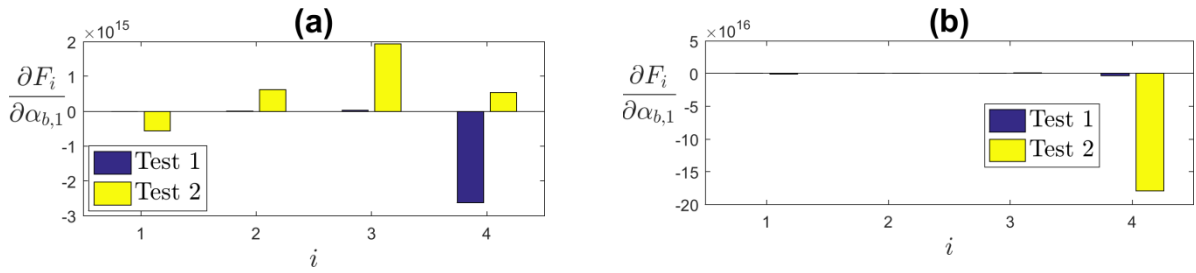 (a)
×10^15
∂F_i
∂α_{b,1}
2
1
0
-1
-2
-3
Test 1
Test 2
1 2 3 4
i
(b)
×10^16
∂F_i
∂α_{b,1}
5
0
-5
-10
-15
-20
Test 1
Test 2
1 2 3 4
i